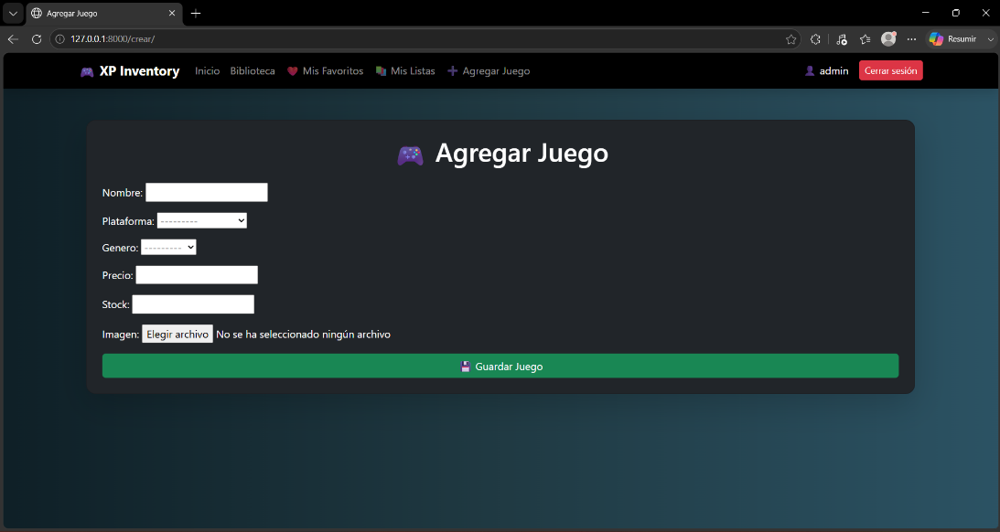 Agregar Juego
127.0.0.1:8000/crear/
Resumir
XP Inventory Inicio Biblioteca Mis Favoritos Mis Listas Agregar Juego admin Cerrar sesión
Agregar Juego
Nombre:
Plataforma: ---------
Genero: ---------
Precio:
Stock:
Imagen: Elegir archivo No se ha seleccionado ningún archivo
Guardar Juego